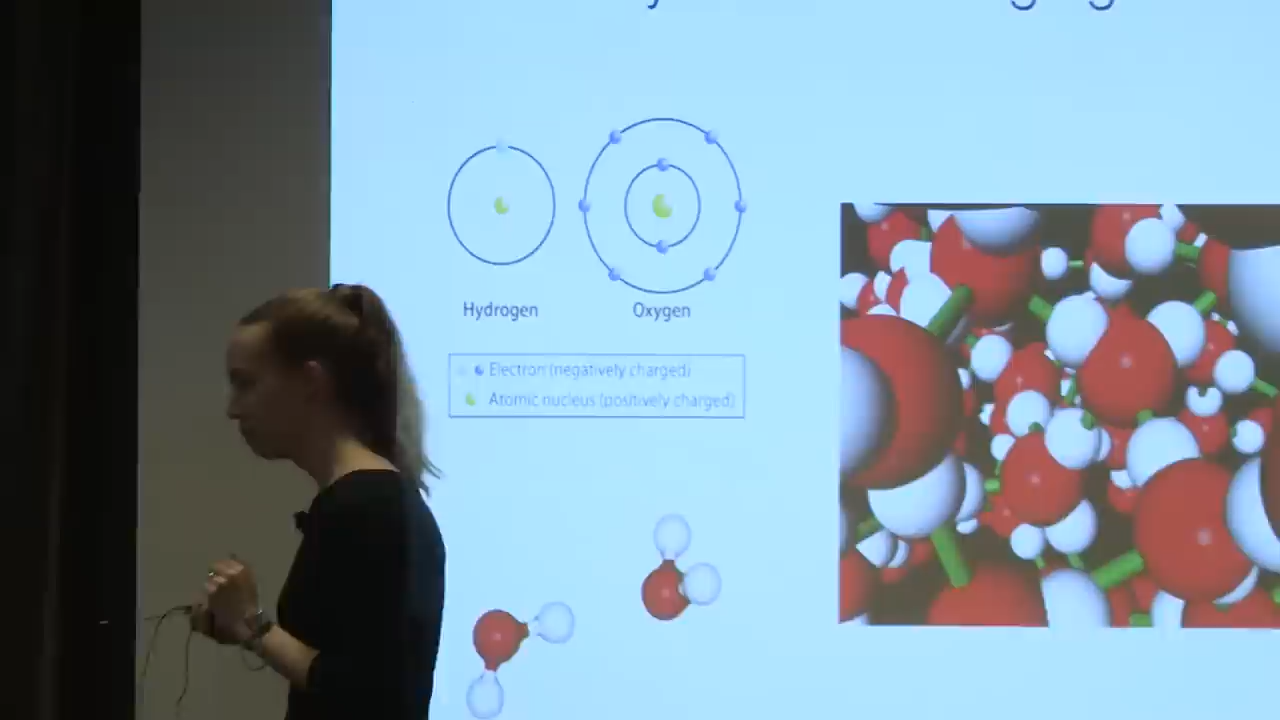 Hydrogen
Oxygen
Electron (negatively charged)
Atomic nucleus (positively charged)